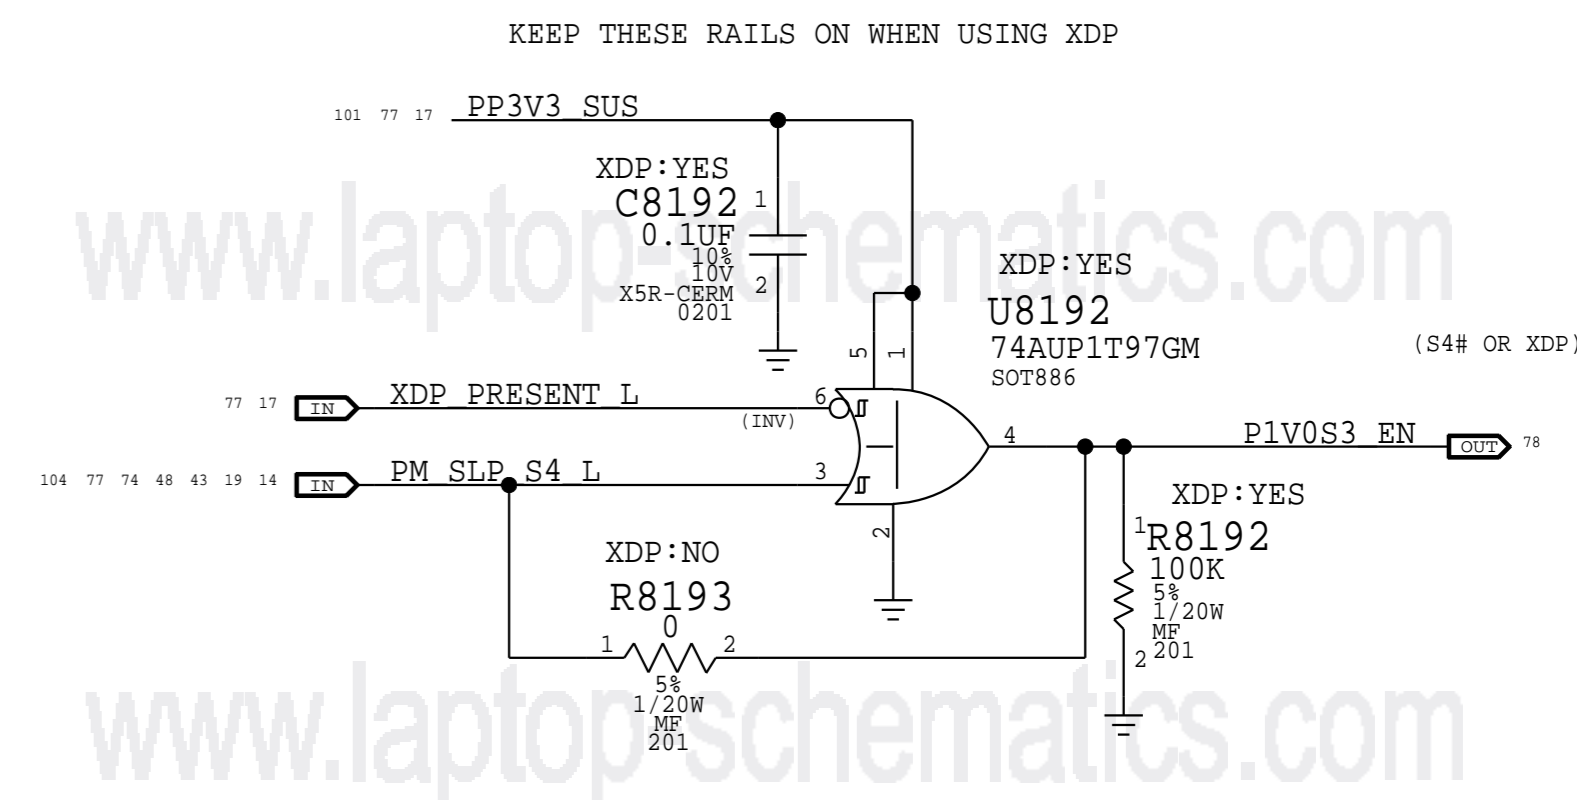 KEEP THESE RAILS ON WHEN USING XDP
101 77 17 PP3V3_SUS
XDP:YES
C8192 1
0.1UF
10%
10V
X5R-CERM 2
0201
www.laptop-schematics.com
XDP:YES
U8192
74AUP1T97GM
SOT886
(S4# OR XDP)
5 1
77 17 IN XDP_PRESENT_L 6
(INV)
4 P1V0S3_EN OUT 78
104 77 74 48 43 19 14 IN PM_SLP_S4_L 3
2
XDP:YES
1 R8192
100K
5%
1/20W
MF
2 201
XDP:NO
R8193
0
1 2
5%
1/20W
MF
201
www.laptop-schematics.com